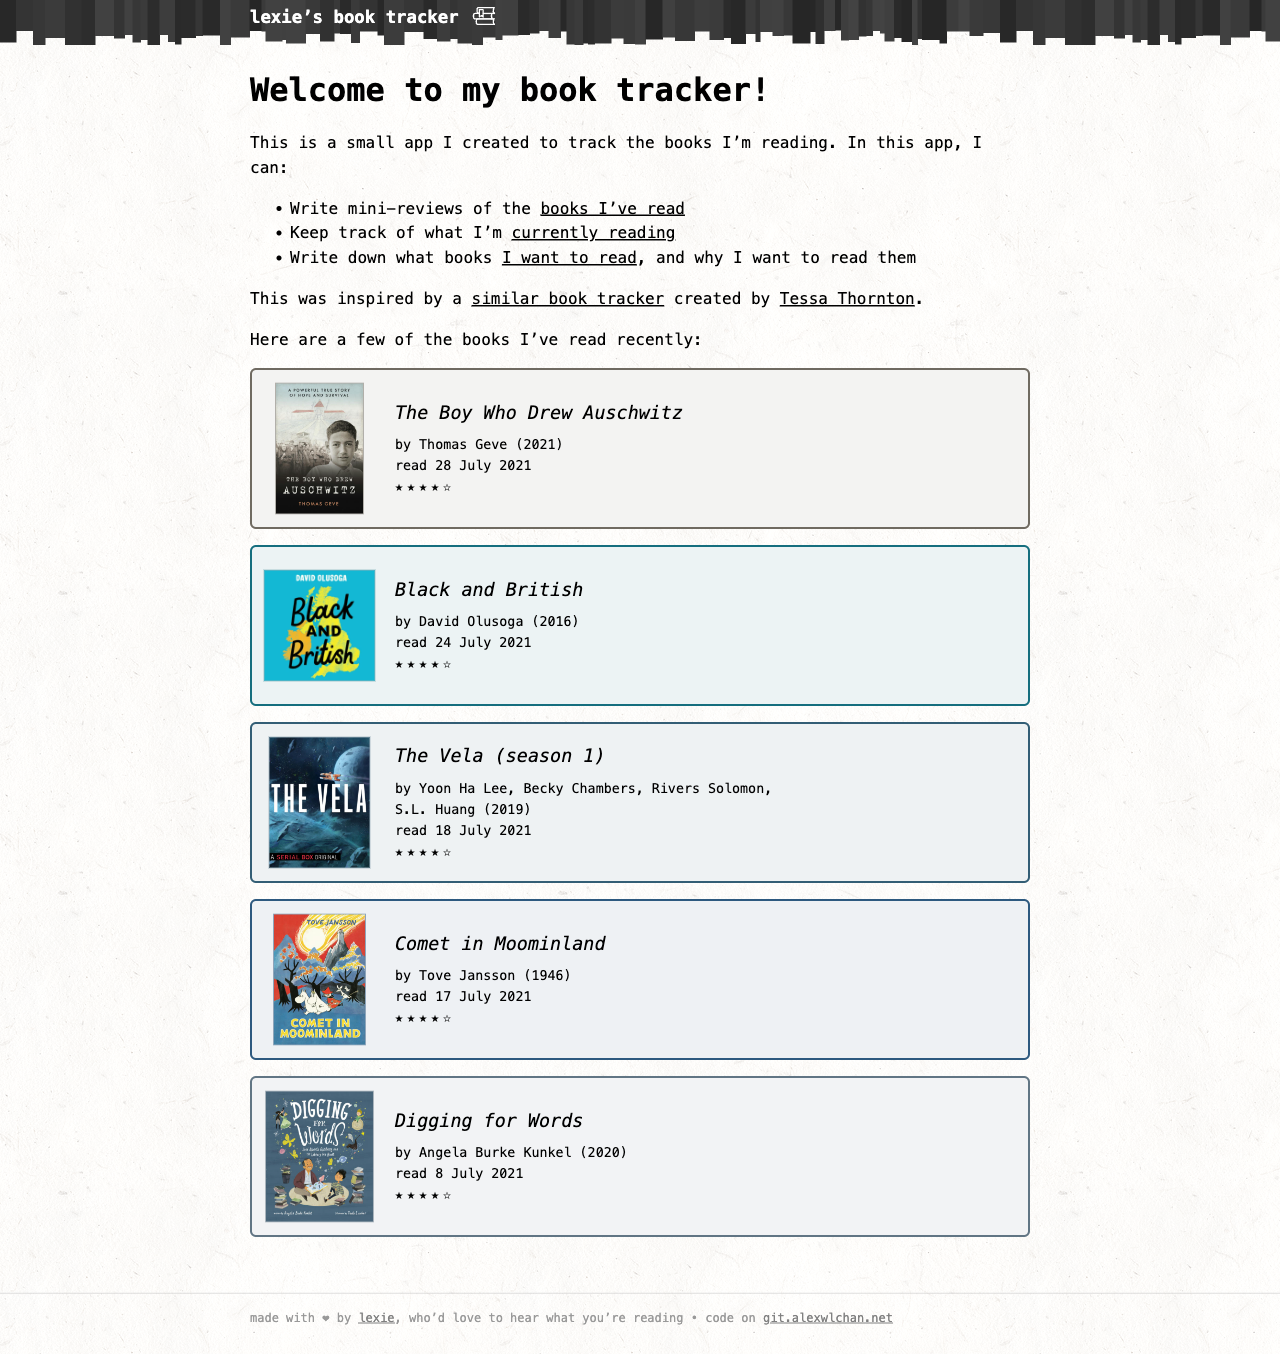 lexie’s book tracker
Welcome to my book tracker!
This is a small app I created to track the books I’m reading. In this app, I
can:
• Write mini-reviews of the books I’ve read
• Keep track of what I’m currently reading
• Write down what books I want to read, and why I want to read them
This was inspired by a similar book tracker created by Tessa Thornton.
Here are a few of the books I’ve read recently:
A POWERFUL TRUE STORY
OF HOPE AND SURVIVAL
THE BOY WHO DREW
AUSCHWITZ
THOMAS GEVE
The Boy Who Drew Auschwitz
by Thomas Geve (2021)
read 28 July 2021
★★★★☆
DAVID OLUSOGA
Black
AND
British
Black and British
by David Olusoga (2016)
read 24 July 2021
★★★★☆
THE VELA
A SERIAL BOX ORIGINAL
The Vela (season 1)
by Yoon Ha Lee, Becky Chambers, Rivers Solomon,
S.L. Huang (2019)
read 18 July 2021
★★★★☆
TOVE JANSSON
COMET IN
MOOMINLAND
Comet in Moominland
by Tove Jansson (1946)
read 17 July 2021
★★★★☆
DIGGING
FOR
Words
Digging for Words
by Angela Burke Kunkel (2020)
read 8 July 2021
★★★★☆
made with ❤ by lexie, who’d love to hear what you’re reading • code on git.alexwlchan.net